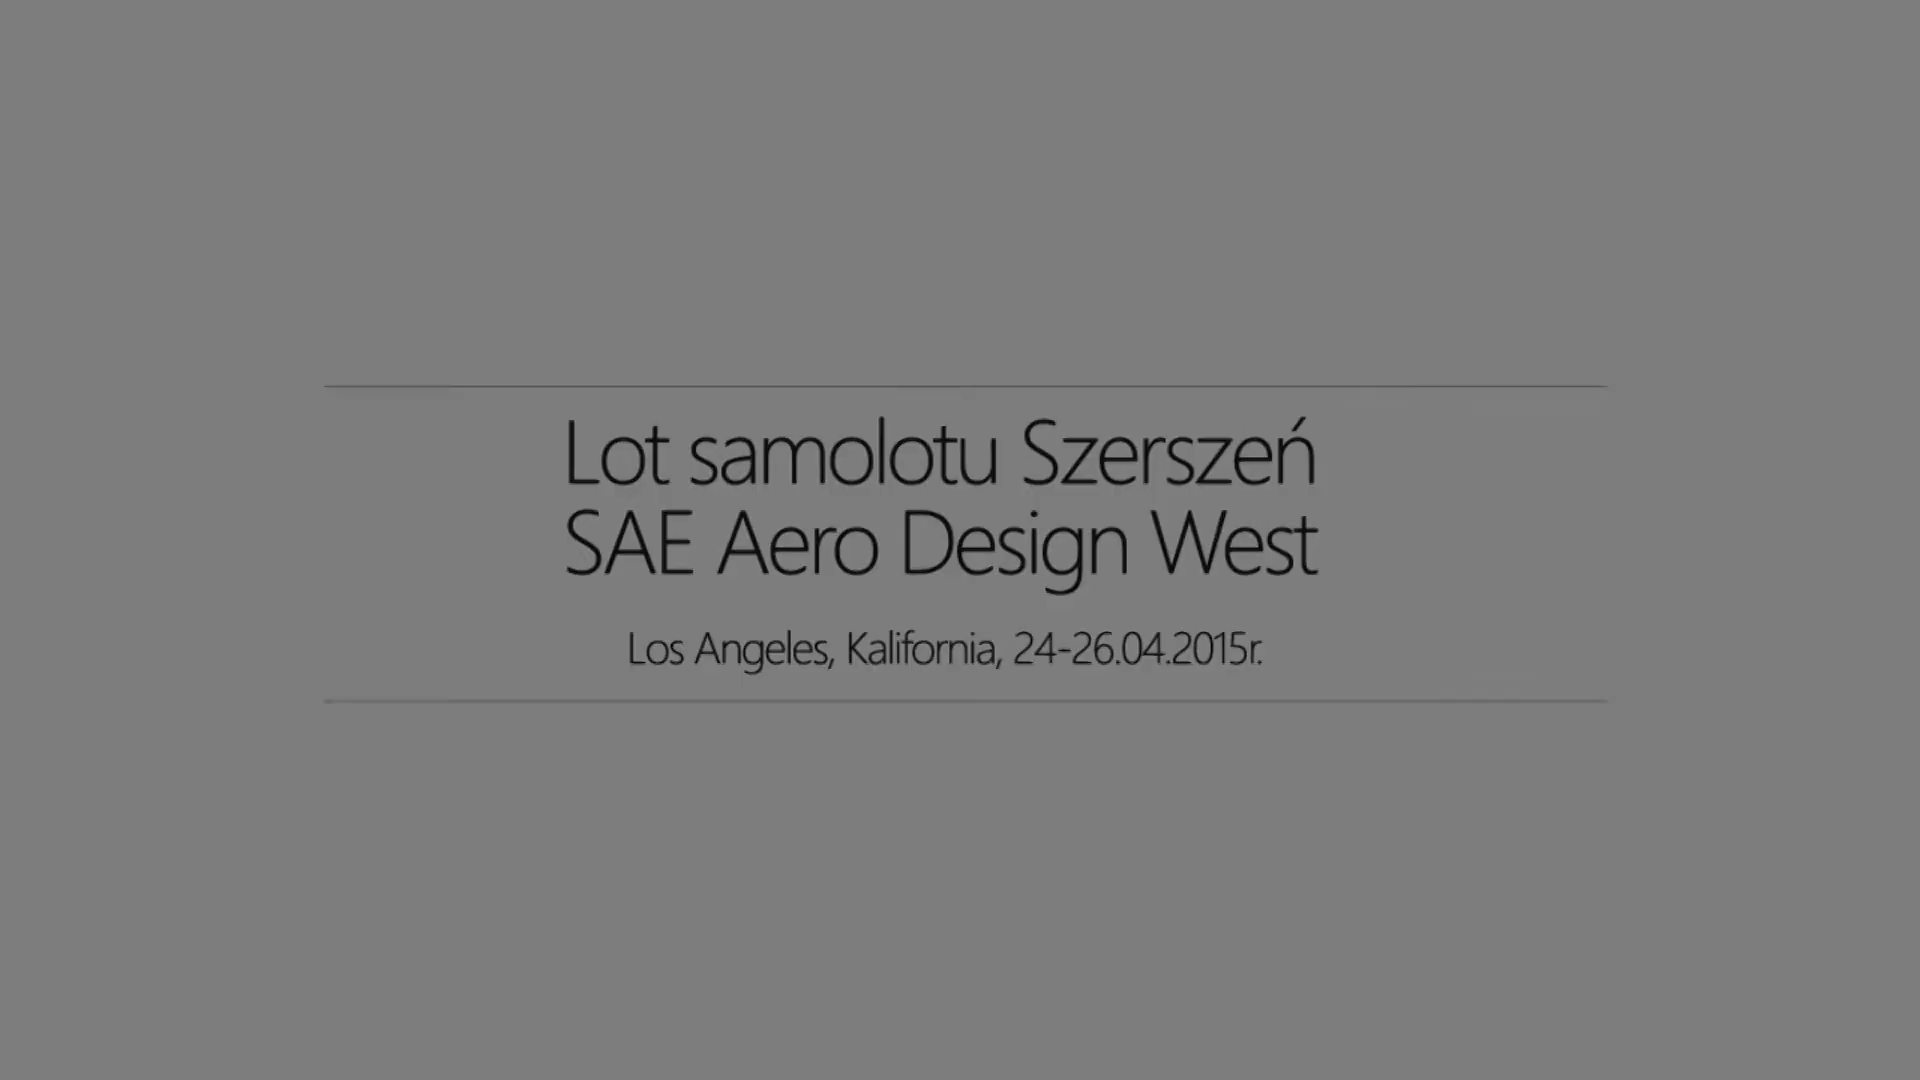 Lot samolotu Szerszeń
SAE Aero Design West
Los Angeles, Kalifornia, 24-26.04.2015r.